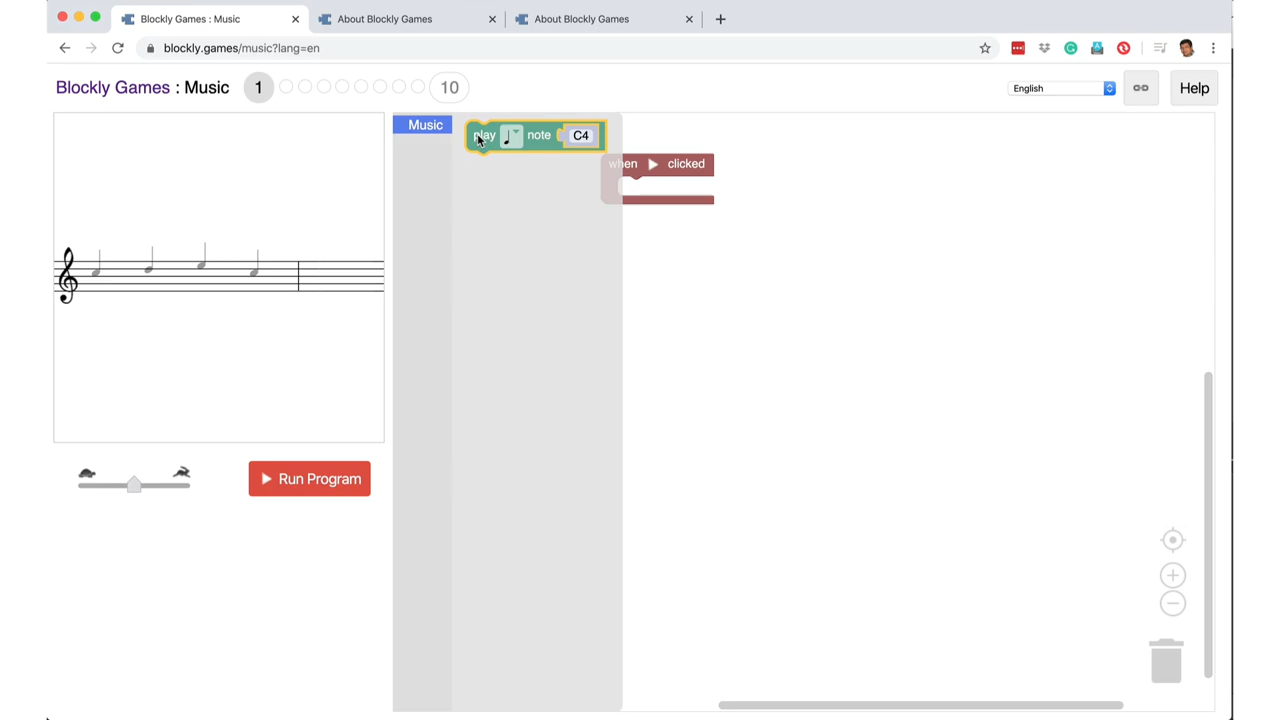 Blockly Games : Music
About Blockly Games
About Blockly Games
blockly.games/music?lang=en
Blockly Games : Music
1
10
English
Help
Music
play note C4
when clicked
Run Program